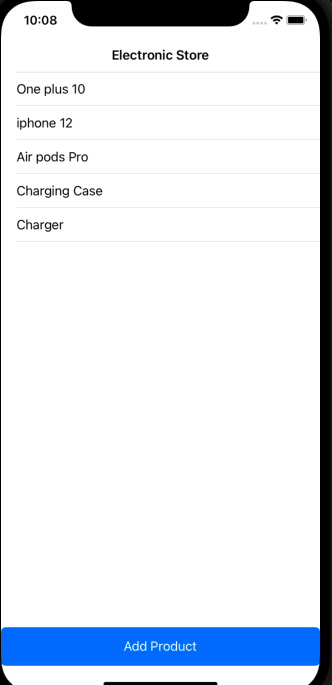 10:08
Electronic Store
One plus 10
iphone 12
Air pods Pro
Charging Case
Charger
Add Product